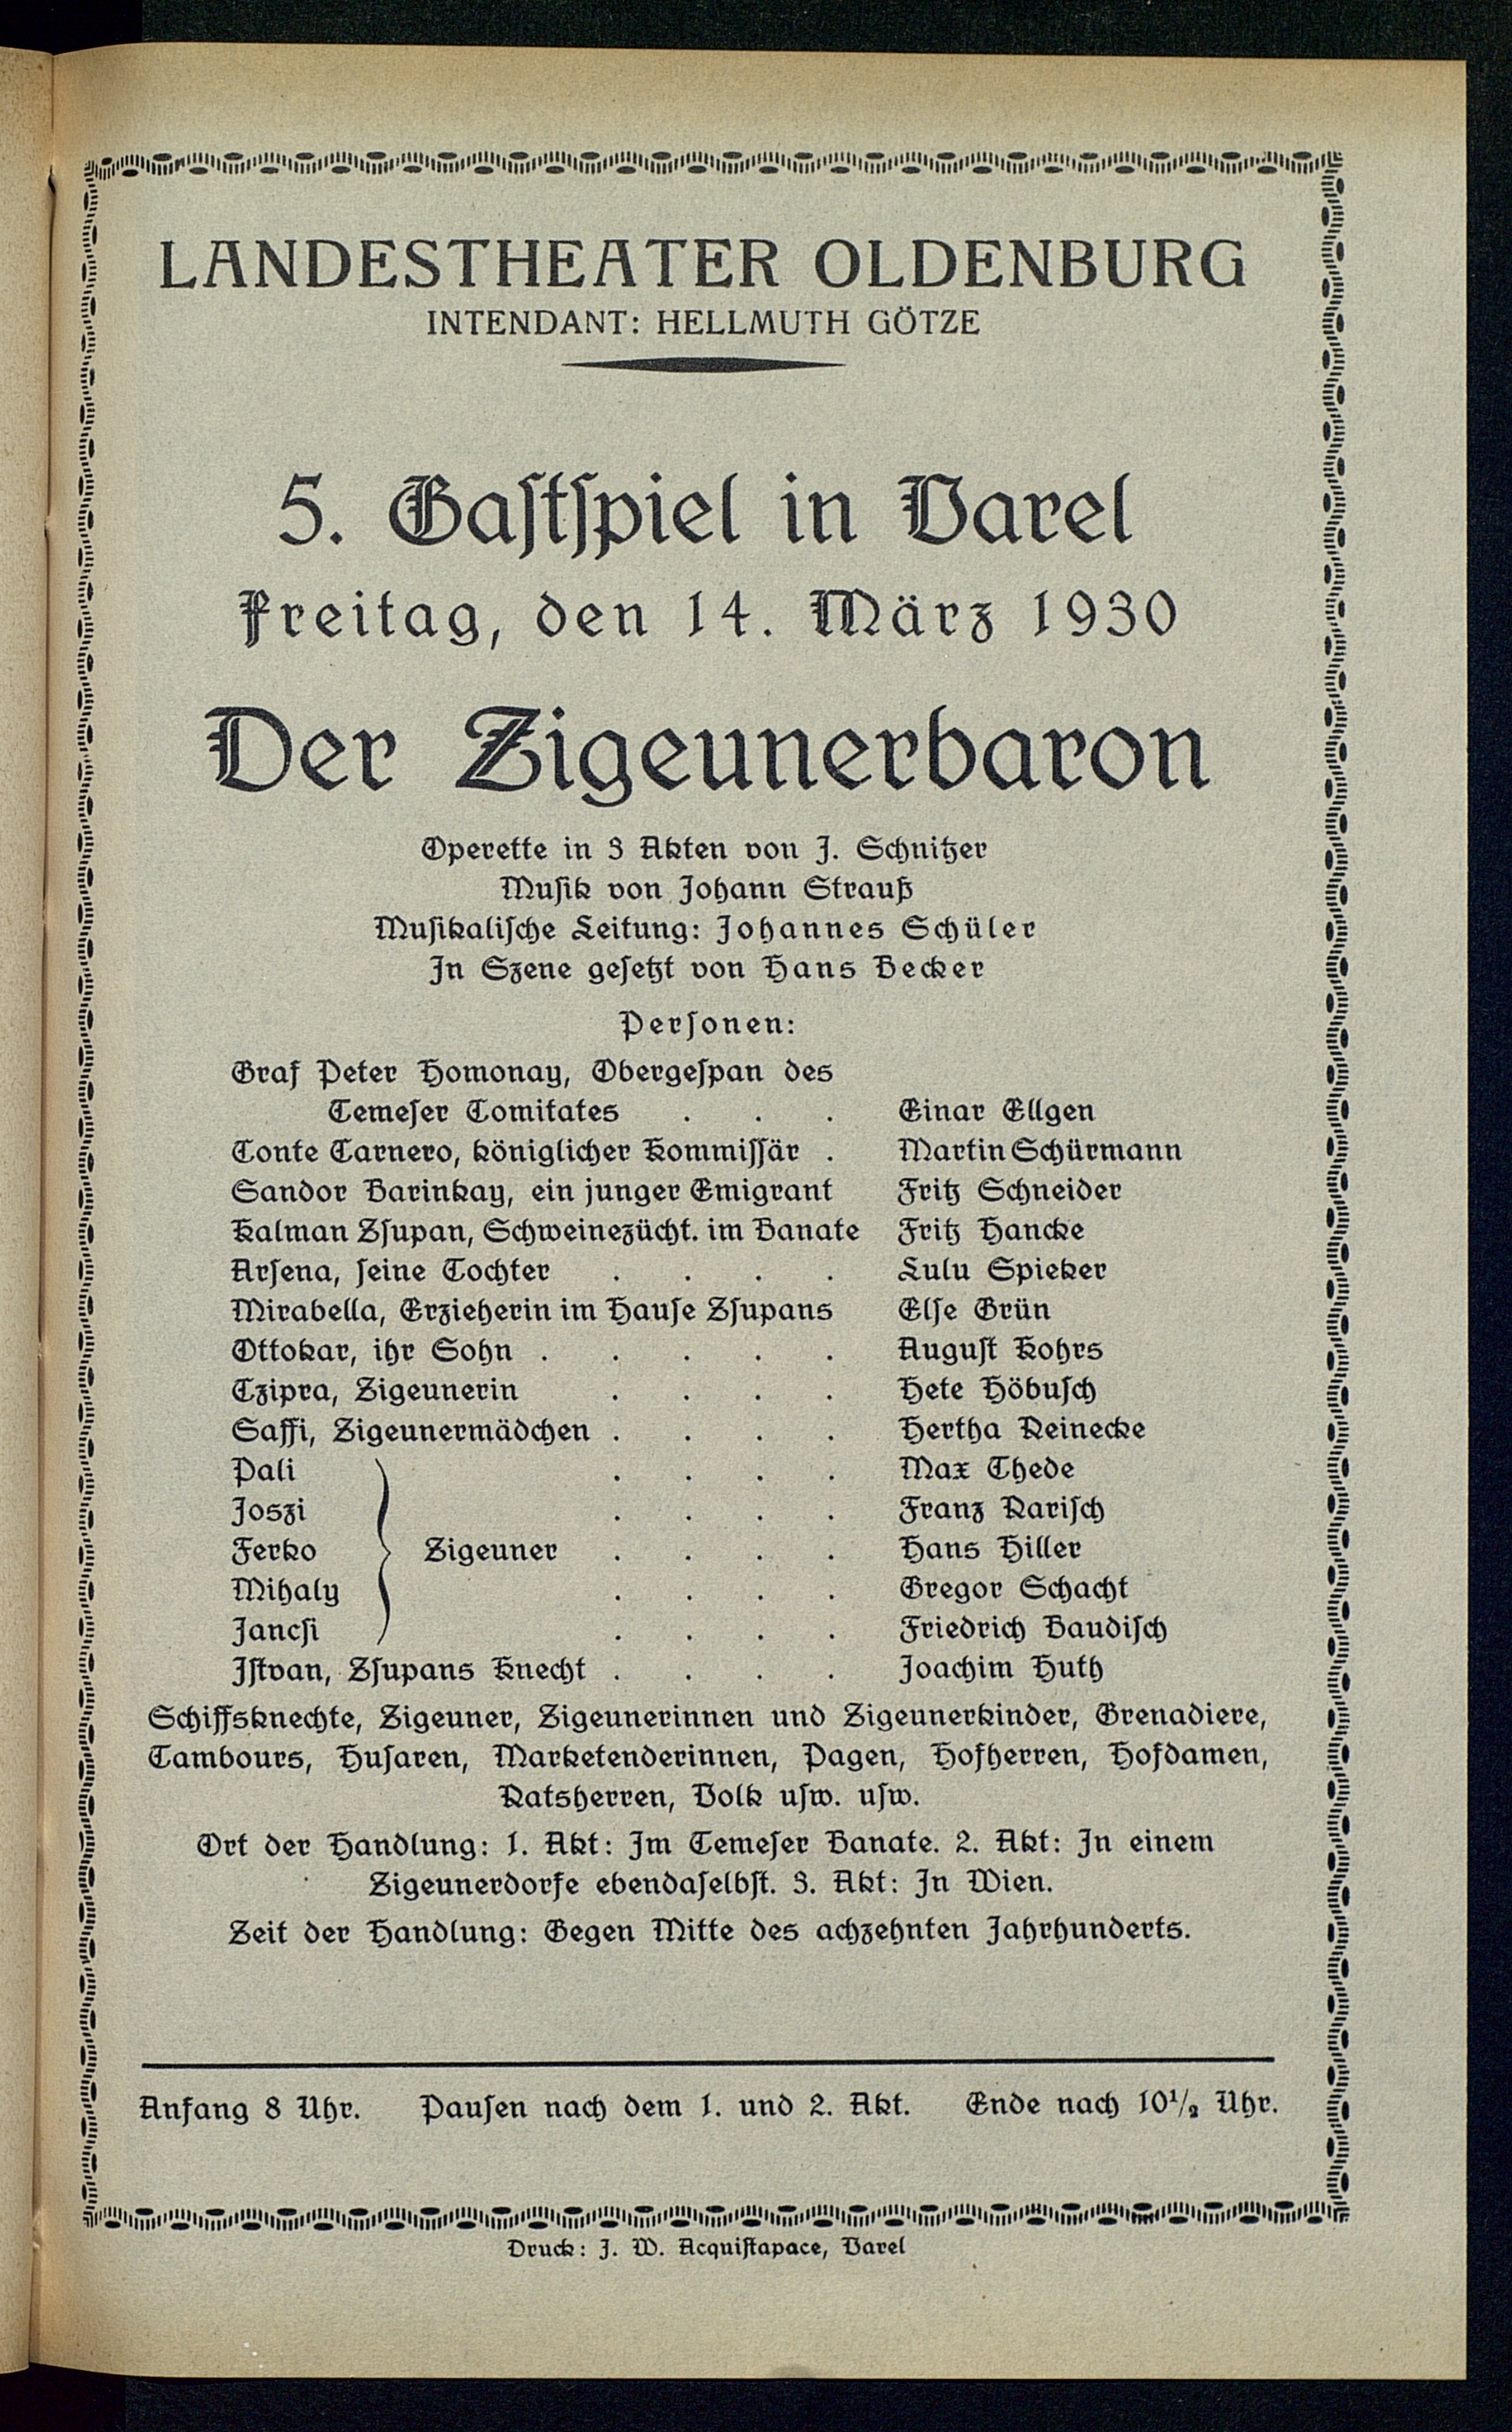 LANDESTHEATER OLDENBURG
INTENDANT: HELLMUTH GÖTZE
5. Gastspiel in Varel
Freitag, den 14. März 1930
Der Zigeunerbaron
Operette in 3 Akten von J. Schnitzer
Musik von Johann Strauß
Musikalische Leitung: Johannes Schüler
In Szene gesetzt von Hans Becker
Personen:
Graf Peter Homonay, Obergespan des
Temeser Comitates . . . Einar Ellgen
Conte Carnero, königlicher Kommissär . Martin Schürmann
Sandor Barinkay, ein junger Emigrant Fritz Schneider
Kalman Zsupan, Schweinezücht. im Banate Fritz Hancke
Arsena, seine Tochter . . . . Lulu Spieker
Mirabella, Erzieherin im Hause Zsupans Else Grün
Ottokar, ihr Sohn . . . . . August Kohrs
Czipra, Zigeunerin . . . . Hete Höbusch
Saffi, Zigeunermädchen . . . . Hertha Reinecke
Pali . . . . Max Thede
Joszi . . . . Franz Rarisch
Ferko } Zigeuner . . . . Hans Hiller
Mihaly . . . . Gregor Schacht
Jancsi . . . . Friedrich Baudisch
Istvan, Zsupans Knecht . . . . Joachim Huth
Schiffsknechte, Zigeuner, Zigeunerinnen und Zigeunerkinder, Grenadiere,
Tambours, Husaren, Marketenderinnen, Pagen, Hofherren, Hofdamen,
Ratsherren, Volk usw. usw.
Ort der Handlung: 1. Akt: Im Temeser Banate. 2. Akt: In einem
Zigeunerdorfe ebendaselbst. 3. Akt: In Wien.
Zeit der Handlung: Gegen Mitte des achzehnten Jahrhunderts.
Anfang 8 Uhr. Pausen nach dem 1. und 2. Akt. Ende nach 10½ Uhr.
Druck: J. W. Acquistapace, Varel